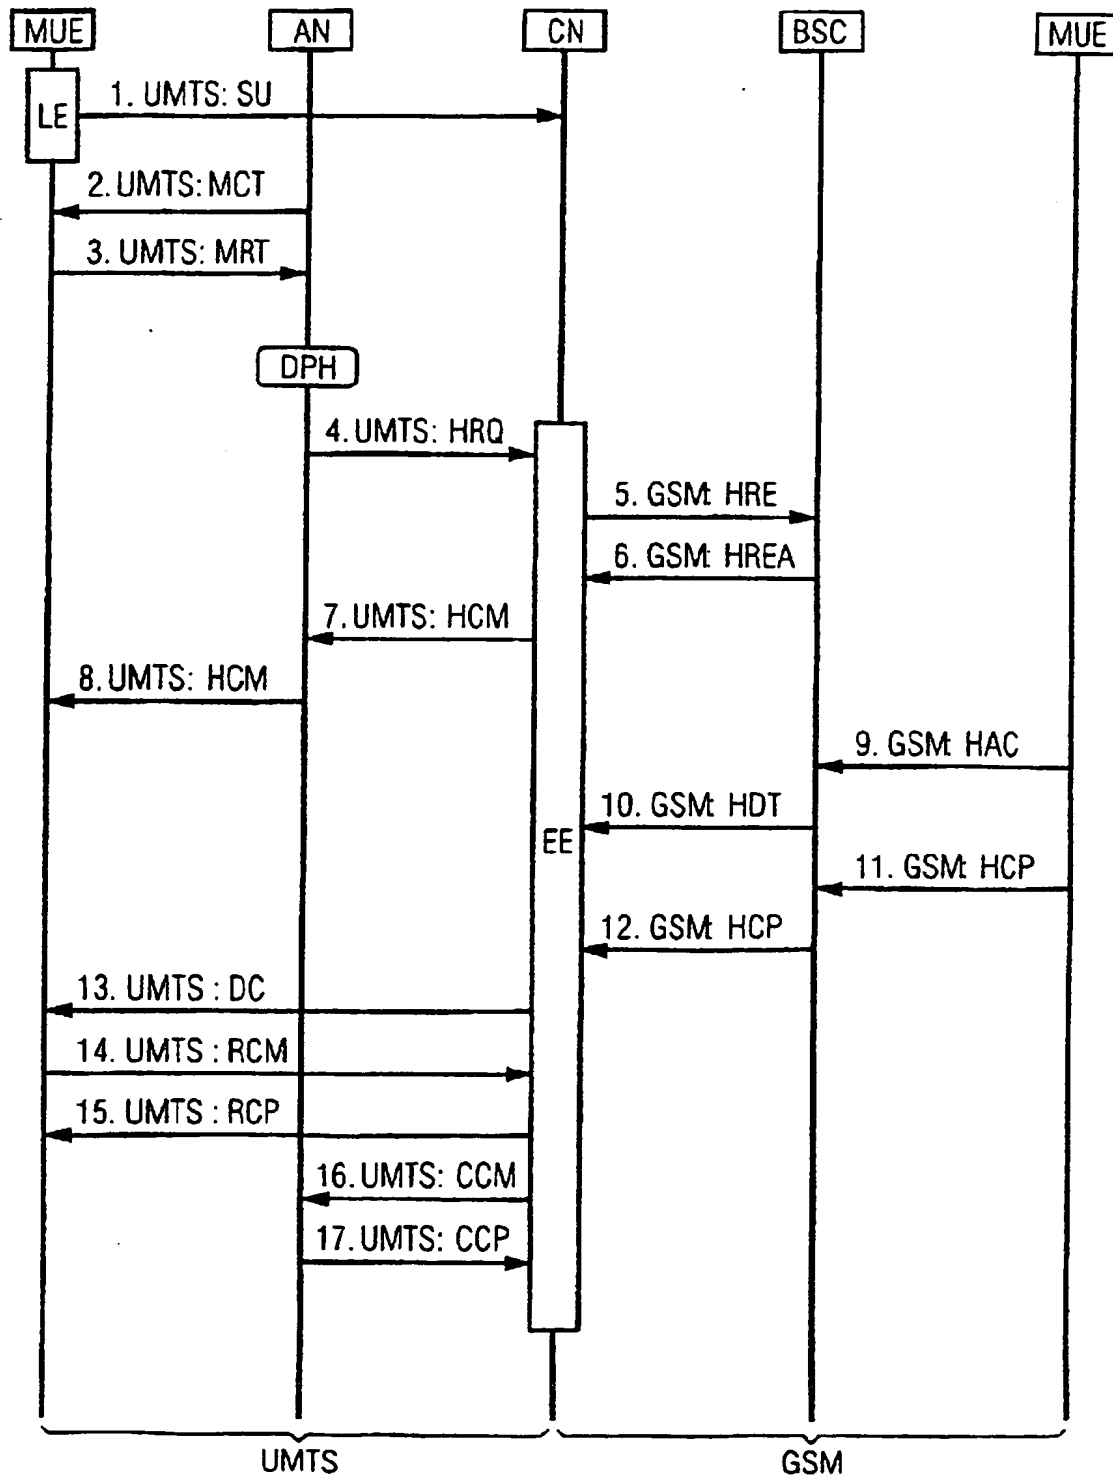 MUE AN CN BSC MUE
LE
1. UMTS: SU
2. UMTS: MCT
3. UMTS: MRT
DPH
4. UMTS: HRQ
5. GSM: HRE
6. GSM: HREA
7. UMTS: HCM
8. UMTS: HCM
9. GSM: HAC
10. GSM: HDT
EE
11. GSM: HCP
12. GSM: HCP
13. UMTS : DC
14. UMTS : RCM
15. UMTS : RCP
16. UMTS: CCM
17. UMTS: CCP
UMTS GSM